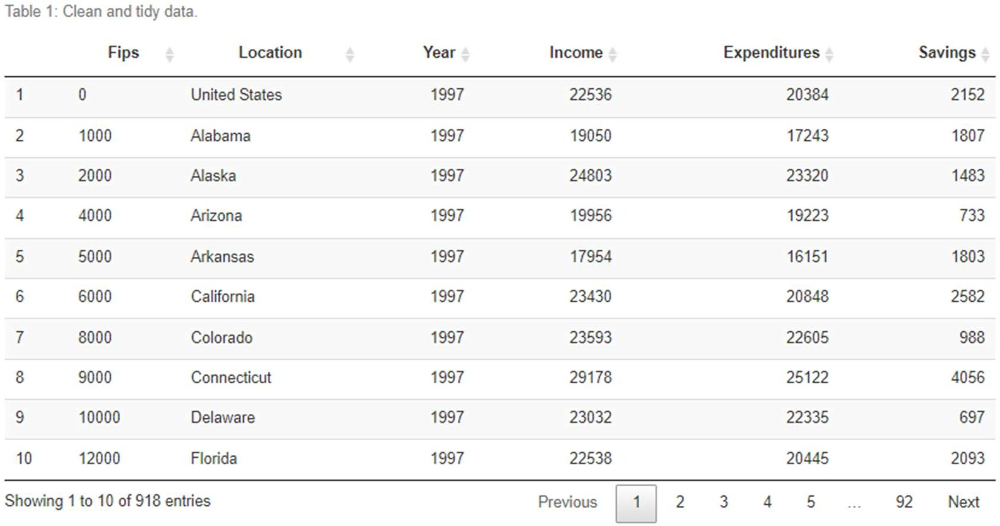 Table 1: Clean and tidy data.
Fips Location Year Income Expenditures Savings
1 0 United States 1997 22536 20384 2152
2 1000 Alabama 1997 19050 17243 1807
3 2000 Alaska 1997 24803 23320 1483
4 4000 Arizona 1997 19956 19223 733
5 5000 Arkansas 1997 17954 16151 1803
6 6000 California 1997 23430 20848 2582
7 8000 Colorado 1997 23593 22605 988
8 9000 Connecticut 1997 29178 25122 4056
9 10000 Delaware 1997 23032 22335 697
10 12000 Florida 1997 22538 20445 2093
Showing 1 to 10 of 918 entries Previous 1 2 3 4 5 ... 92 Next